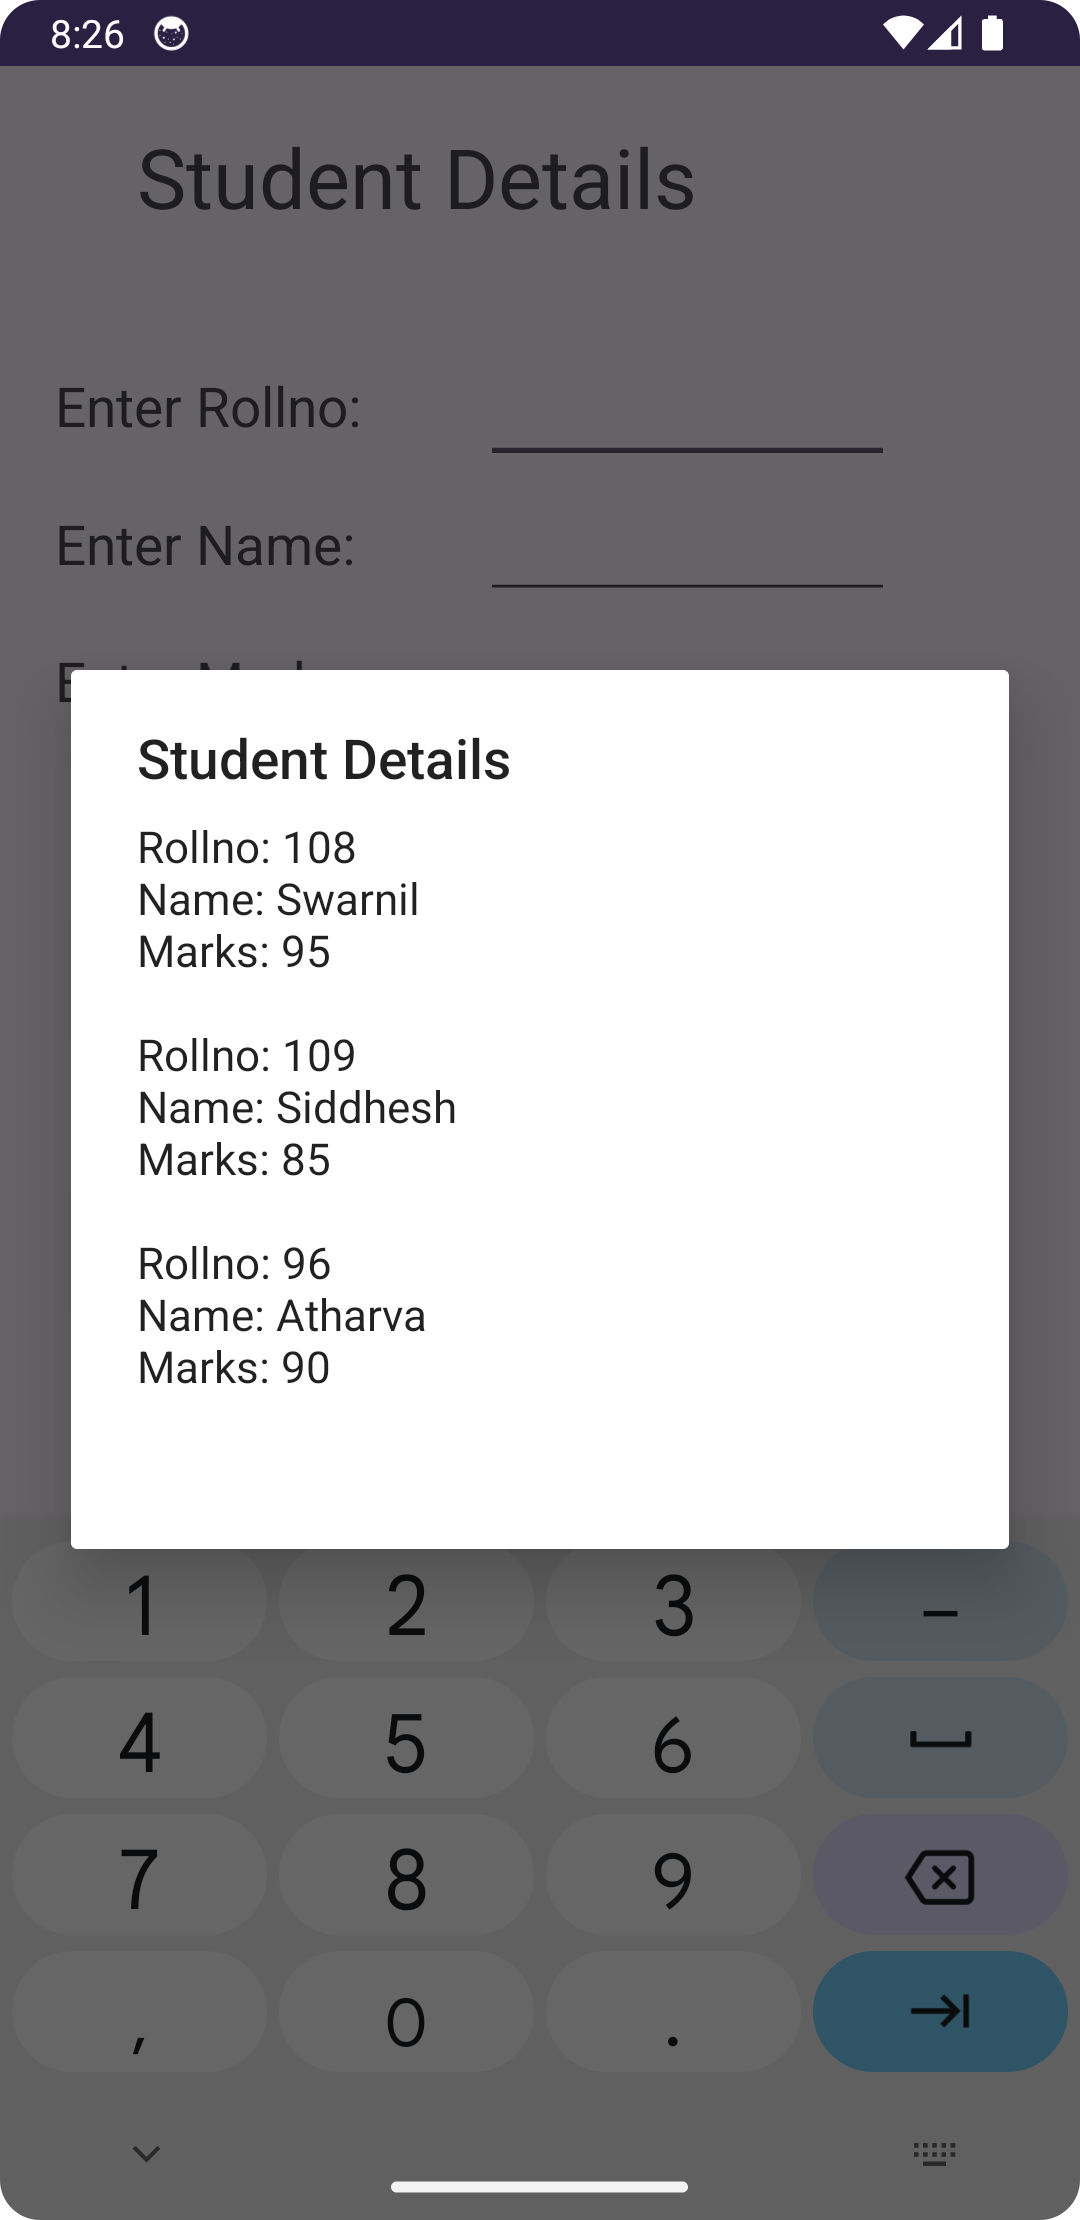 8:26
Student Details
Enter Rollno:
Enter Name:
Student Details
Rollno: 108
Name: Swarnil
Marks: 95
Rollno: 109
Name: Siddhesh
Marks: 85
Rollno: 96
Name: Atharva
Marks: 90
1 2 3 –
4 5 6
7 8 9
, 0 .